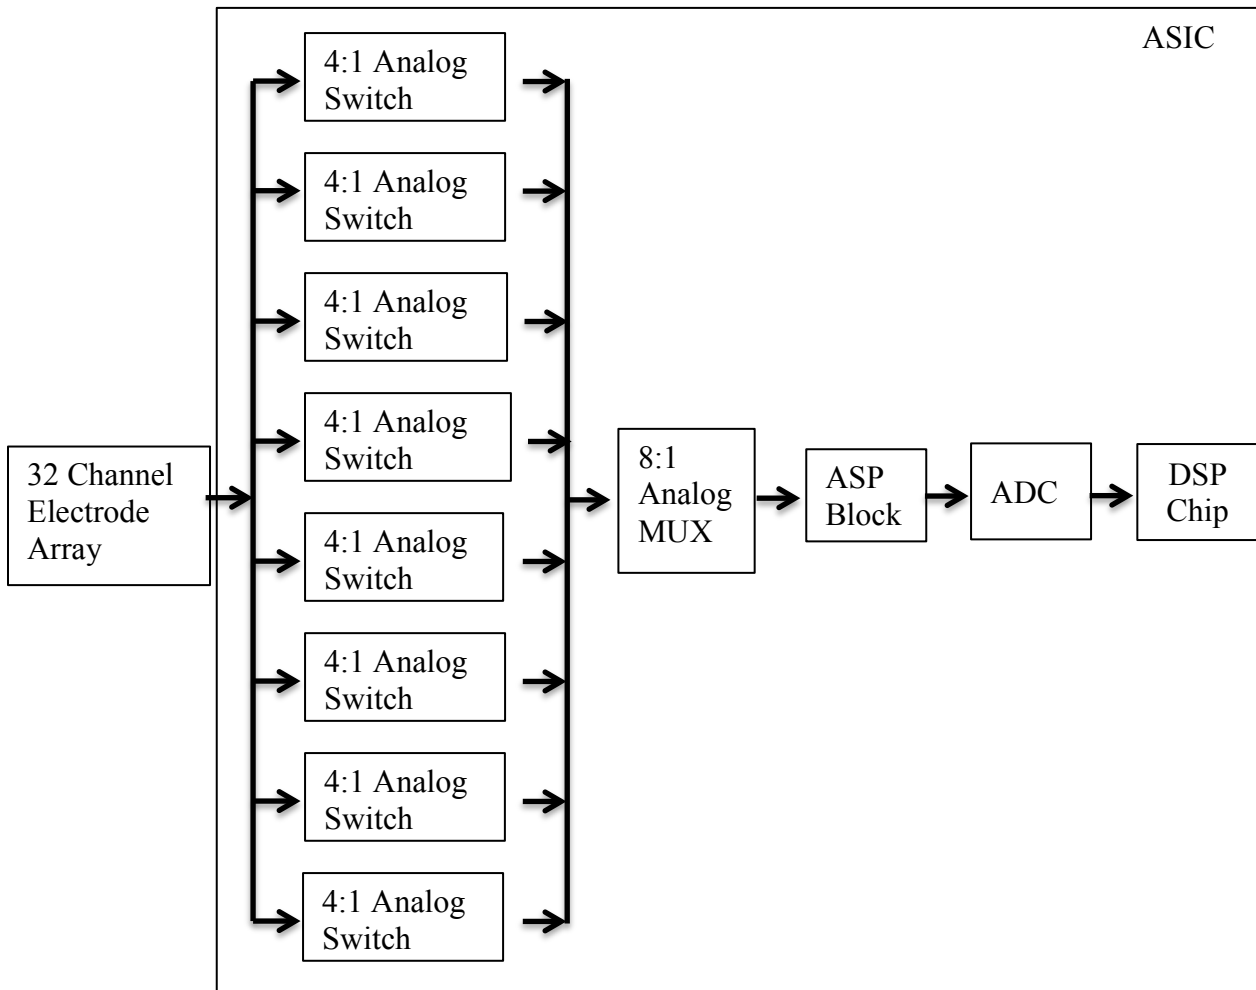 ASIC
4:1 Analog
Switch
4:1 Analog
Switch
4:1 Analog
Switch
4:1 Analog
Switch
4:1 Analog
Switch
4:1 Analog
Switch
4:1 Analog
Switch
4:1 Analog
Switch
32 Channel
Electrode
Array
8:1
Analog
MUX
ASP
Block
ADC
DSP
Chip